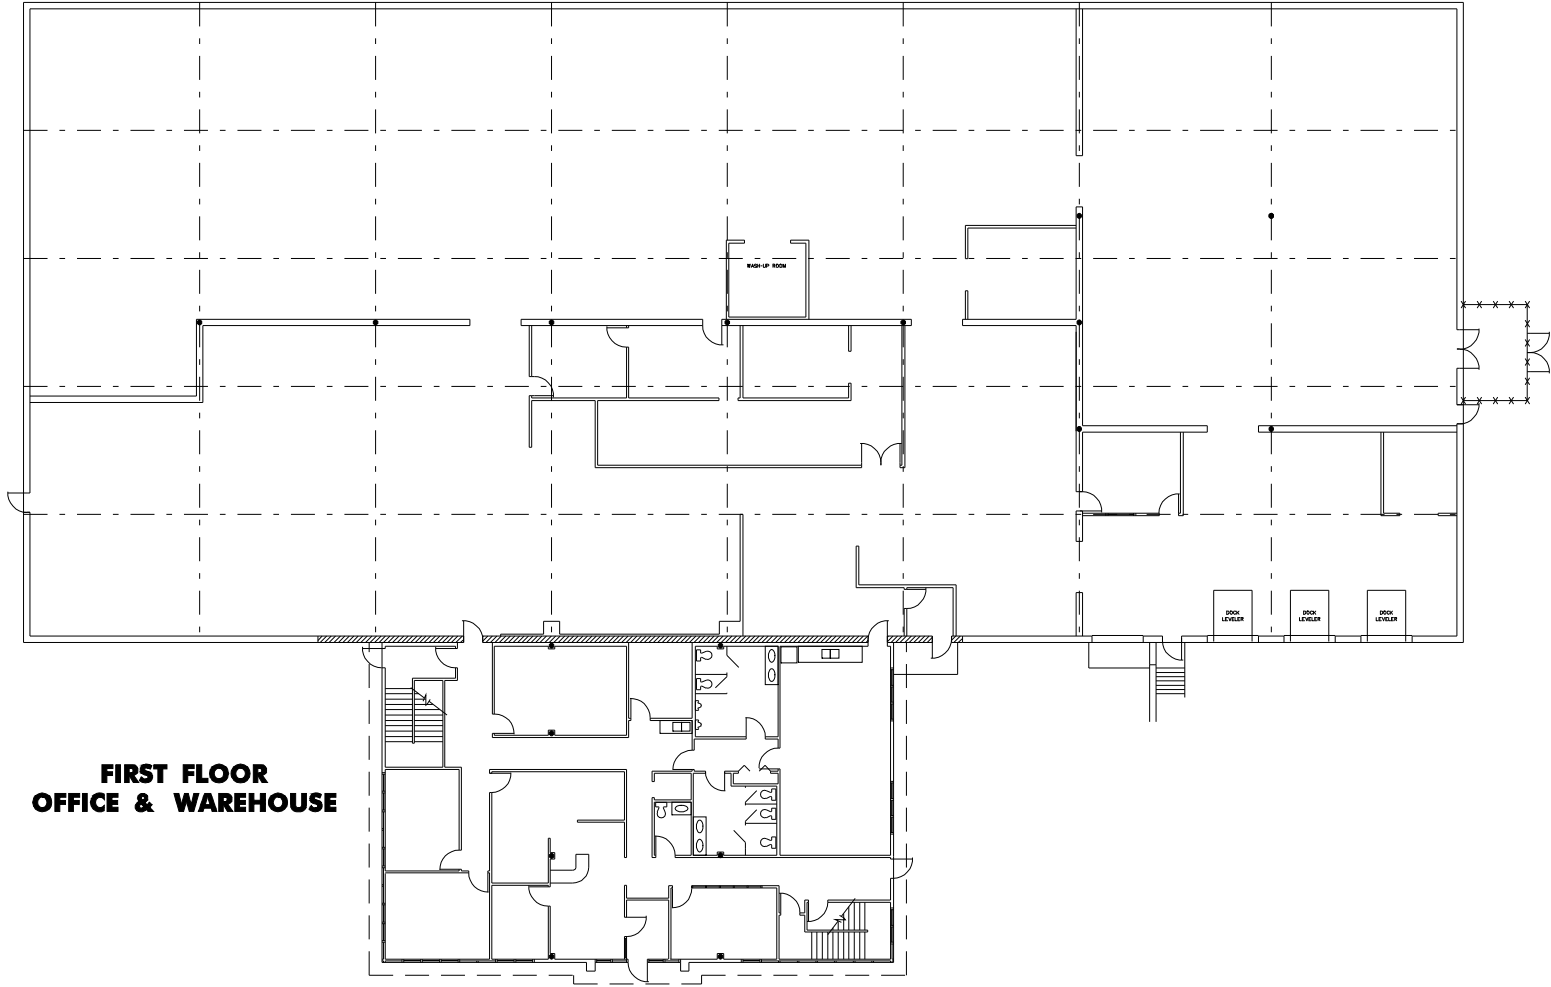 WASH-UP ROOM
DOCK
LEVELER
DOCK
LEVELER
DOCK
LEVELER
FIRST FLOOR
OFFICE & WAREHOUSE